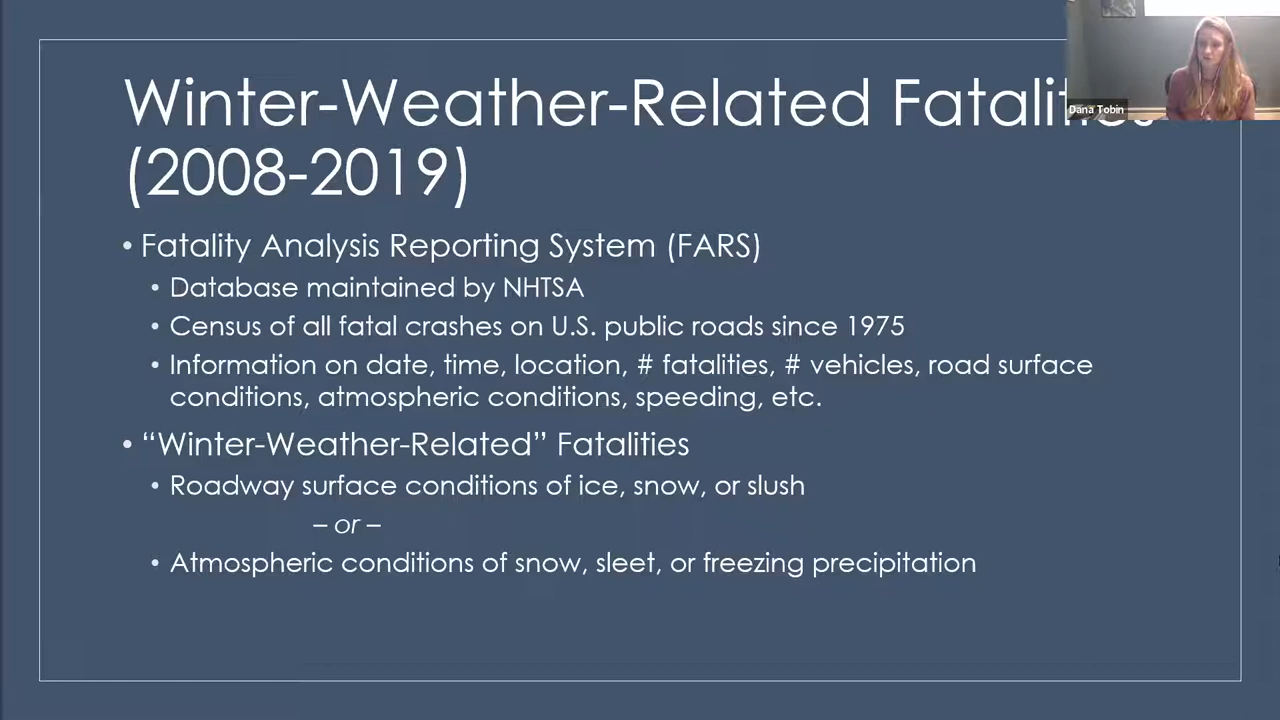 Winter-Weather-Related Fatalities
(2008-2019)
• Fatality Analysis Reporting System (FARS)
• Database maintained by NHTSA
• Census of all fatal crashes on U.S. public roads since 1975
• Information on date, time, location, # fatalities, # vehicles, road surface
conditions, atmospheric conditions, speeding, etc.
• “Winter-Weather-Related” Fatalities
• Roadway surface conditions of ice, snow, or slush
– or –
• Atmospheric conditions of snow, sleet, or freezing precipitation
Dana Tobin